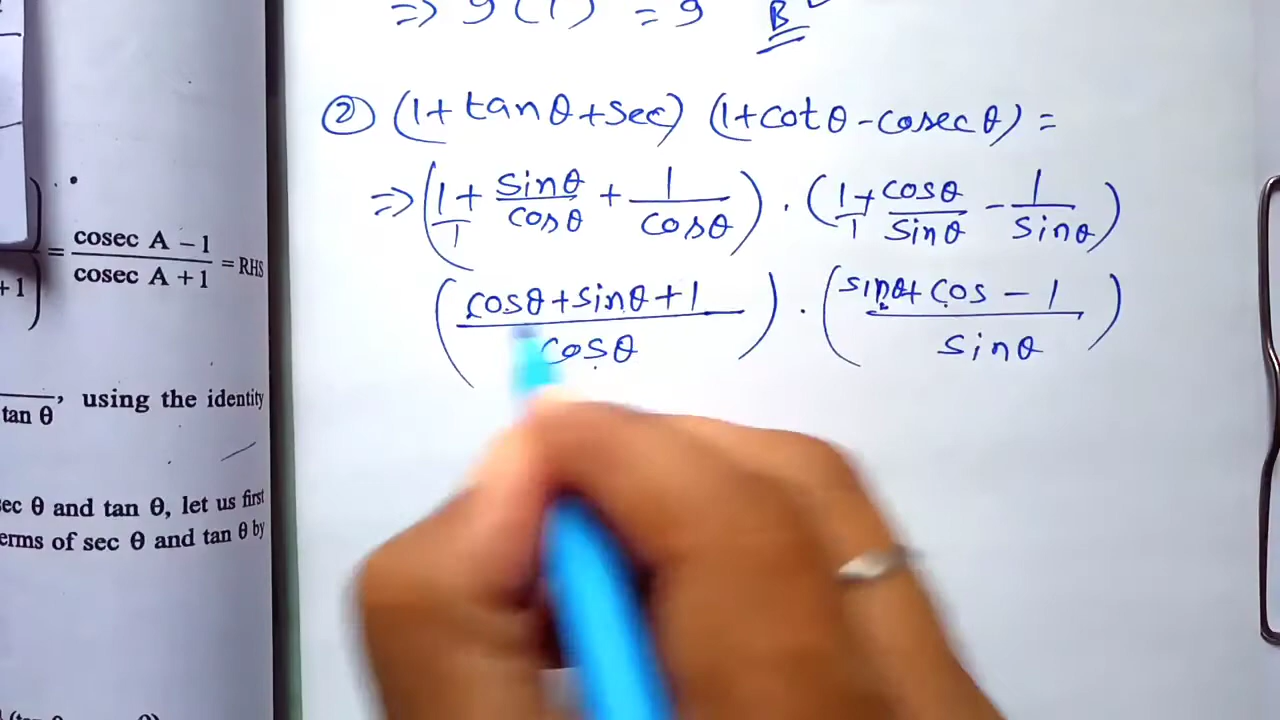 => 9 (1) = 9 B
② (1+tanθ+sec) (1+cotθ-cosecθ) =
=> (1/1 + sinθ/cosθ + 1/cosθ) . (1/1 + cosθ/sinθ - 1/sinθ)
(cosθ+sinθ+1/cosθ) . (sinθ+cos-1/sinθ)
= cosec A – 1/cosec A + 1 = RHS
+1
tan θ, using the identity
ec θ and tan θ, let us first
erms of sec θ and tan θ by